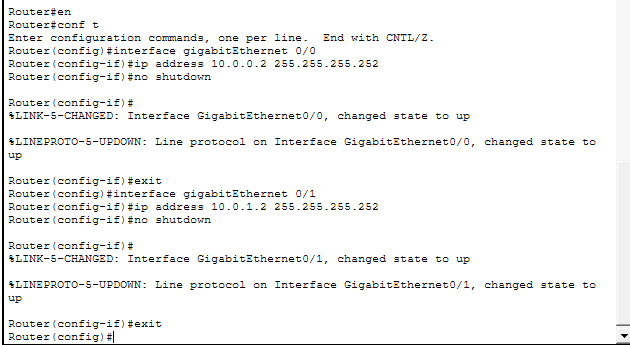 Router#en
Router#conf t
Enter configuration commands, one per line.  End with CNTL/Z.
Router(config)#interface gigabitEthernet 0/0
Router(config-if)#ip address 10.0.0.2 255.255.255.252
Router(config-if)#no shutdown
Router(config-if)#
%LINK-5-CHANGED: Interface GigabitEthernet0/0, changed state to up
%LINEPROTO-5-UPDOWN: Line protocol on Interface GigabitEthernet0/0, changed state to
up
Router(config-if)#exit
Router(config)#interface gigabitEthernet 0/1
Router(config-if)#ip address 10.0.1.2 255.255.255.252
Router(config-if)#no shutdown
Router(config-if)#
%LINK-5-CHANGED: Interface GigabitEthernet0/1, changed state to up
%LINEPROTO-5-UPDOWN: Line protocol on Interface GigabitEthernet0/1, changed state to
up
Router(config-if)#exit
Router(config)#